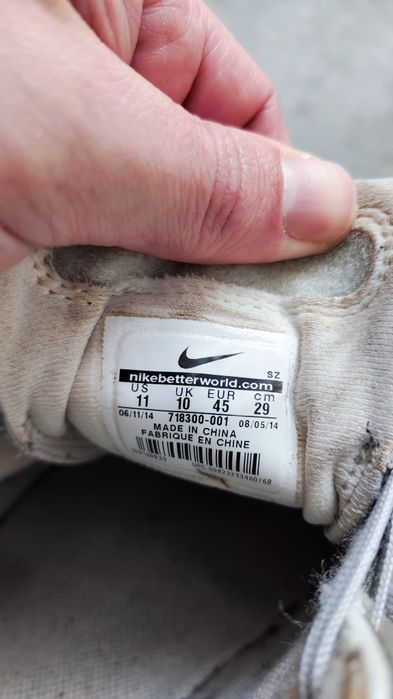 SZ
nikebetterworld.com
US UK EUR cm
11 10 45 29
06/11/14 718300-001 08/05/14
MADE IN CHINA
FABRIQUE EN CHINE